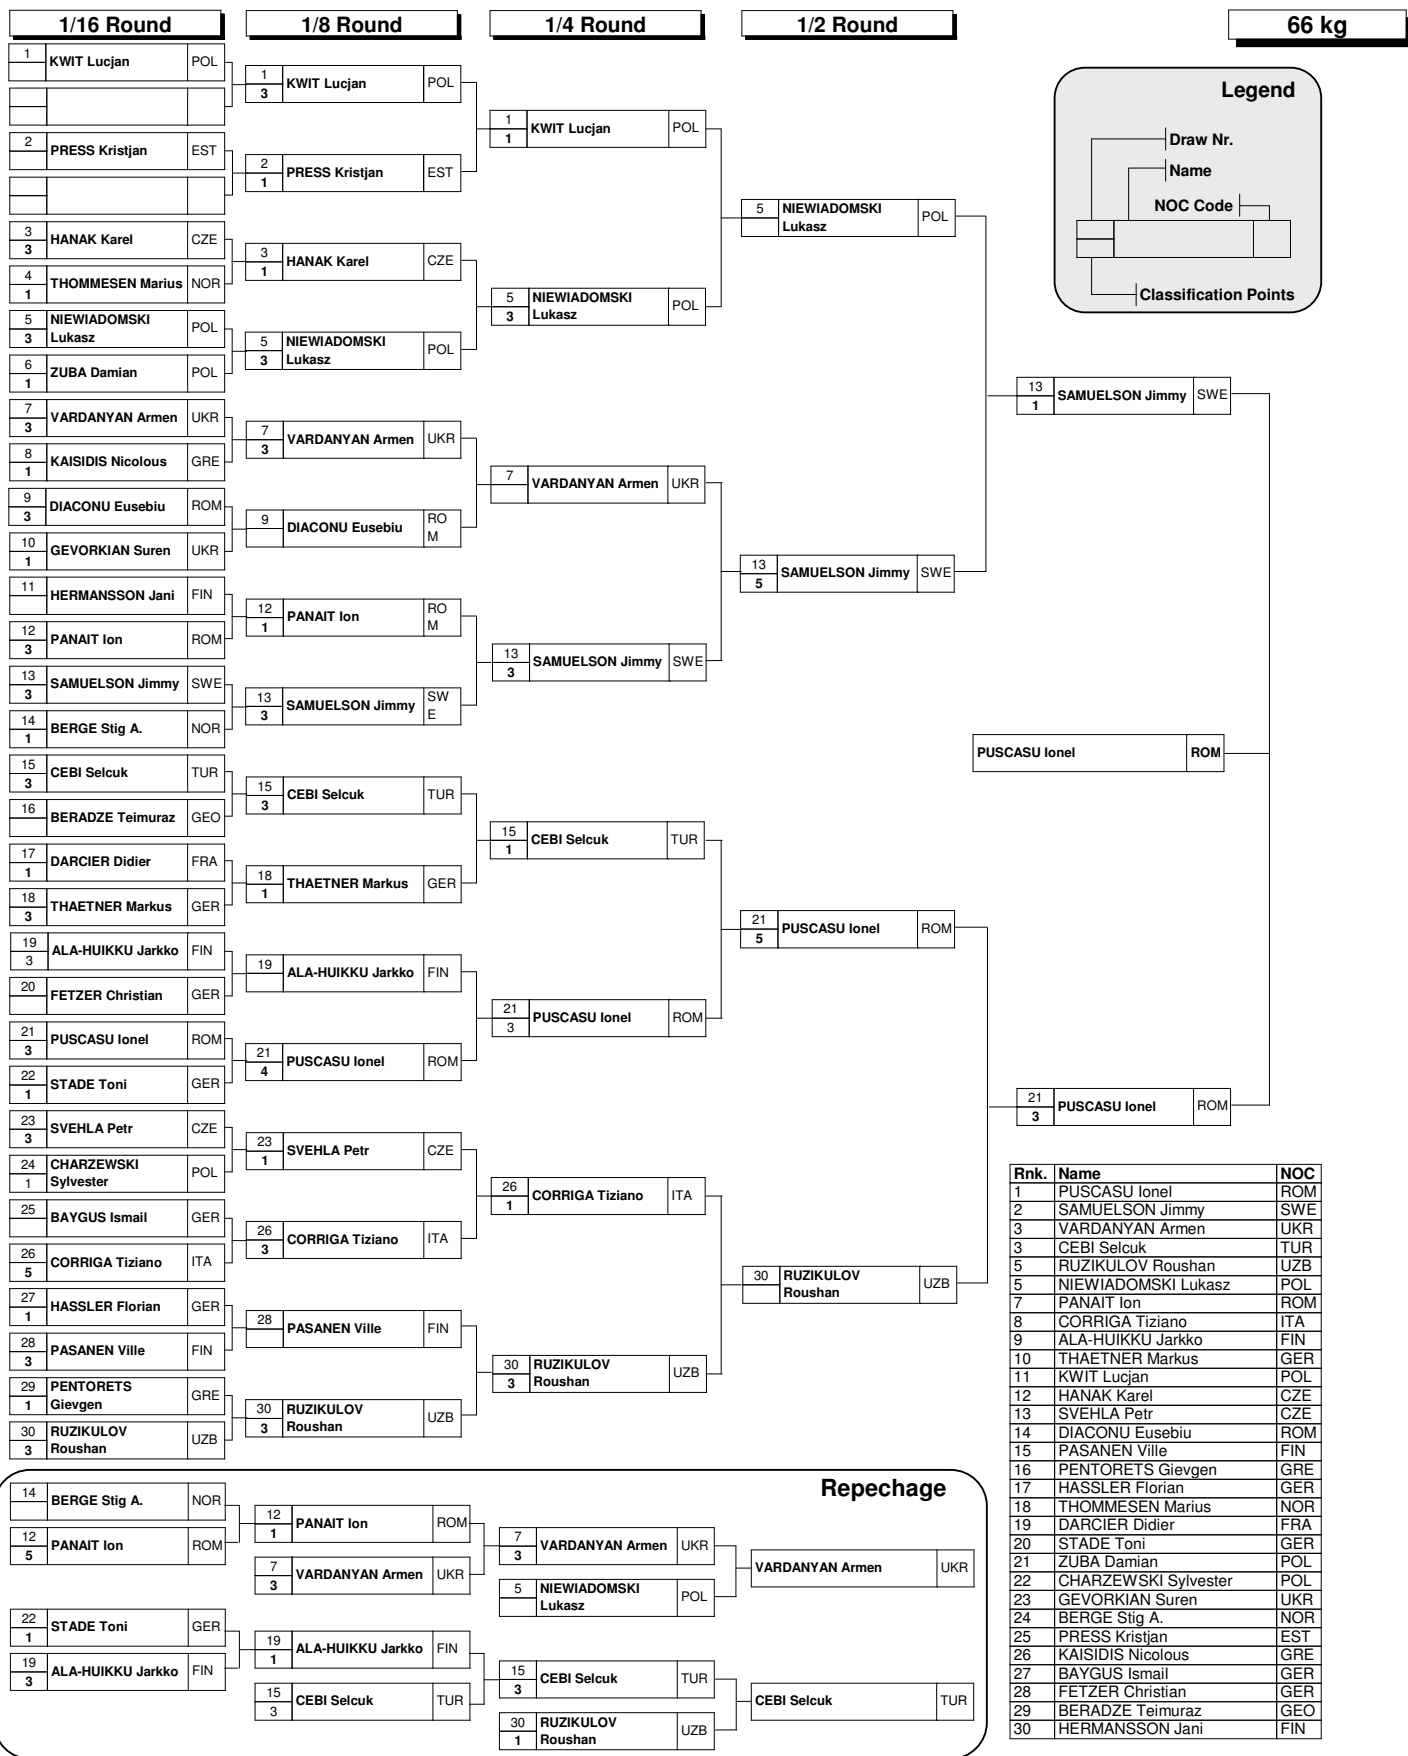 1/16 Round
1/8 Round
1/4 Round
1/2 Round
66 kg
1 KWIT Lucjan POL
2 PRESS Kristjan EST
3 HANAK Karel CZE
3
4 THOMMESEN Marius NOR
1
5 NIEWIADOMSKI POL
3 Lukasz
6 ZUBA Damian POL
1
7 VARDANYAN Armen UKR
3
8 KAISIDIS Nicolous GRE
1
9 DIACONU Eusebiu ROM
3
10 GEVORKIAN Suren UKR
1
11 HERMANSSON Jani FIN
12 PANAIT Ion ROM
3
13 SAMUELSON Jimmy SWE
3
14 BERGE Stig A. NOR
1
15 CEBI Selcuk TUR
3
16 BERADZE Teimuraz GEO
17 DARCIER Didier FRA
1
18 THAETNER Markus GER
3
19 ALA-HUIKKU Jarkko FIN
3
20 FETZER Christian GER
21 PUSCASU Ionel ROM
3
22 STADE Toni GER
1
23 SVEHLA Petr CZE
3
24 CHARZEWSKI POL
1 Sylvester
25 BAYGUS Ismail GER
26 CORRIGA Tiziano ITA
5
27 HASSLER Florian GER
1
28 PASANEN Ville FIN
3
29 PENTORETS GRE
1 Gievgen
30 RUZIKULOV UZB
3 Roushan
1 KWIT Lucjan POL
3
2 PRESS Kristjan EST
1
3 HANAK Karel CZE
1
5 NIEWIADOMSKI POL
3 Lukasz
7 VARDANYAN Armen UKR
3
9 DIACONU Eusebiu RO
M
12 PANAIT Ion RO
1 M
13 SAMUELSON Jimmy SW
3 E
15 CEBI Selcuk TUR
3
18 THAETNER Markus GER
1
19 ALA-HUIKKU Jarkko FIN
21 PUSCASU Ionel ROM
4
23 SVEHLA Petr CZE
1
26 CORRIGA Tiziano ITA
3
28 PASANEN Ville FIN
30 RUZIKULOV UZB
3 Roushan
1 KWIT Lucjan POL
1
5 NIEWIADOMSKI POL
3 Lukasz
7 VARDANYAN Armen UKR
13 SAMUELSON Jimmy SWE
3
15 CEBI Selcuk TUR
1
21 PUSCASU Ionel ROM
3
26 CORRIGA Tiziano ITA
1
30 RUZIKULOV UZB
3 Roushan
5 NIEWIADOMSKI POL
Lukasz
13 SAMUELSON Jimmy SWE
5
21 PUSCASU Ionel ROM
5
30 RUZIKULOV UZB
Roushan
Legend
Draw Nr.
Name
NOC Code
Classification Points
13 SAMUELSON Jimmy SWE
1
PUSCASU Ionel ROM
21 PUSCASU Ionel ROM
3
Rnk. Name NOC
1 PUSCASU Ionel ROM
2 SAMUELSON Jimmy SWE
3 VARDANYAN Armen UKR
3 CEBI Selcuk TUR
5 RUZIKULOV Roushan UZB
5 NIEWIADOMSKI Lukasz POL
7 PANAIT Ion ROM
8 CORRIGA Tiziano ITA
9 ALA-HUIKKU Jarkko FIN
10 THAETNER Markus GER
11 KWIT Lucjan POL
12 HANAK Karel CZE
13 SVEHLA Petr CZE
14 DIACONU Eusebiu ROM
15 PASANEN Ville FIN
16 PENTORETS Gievgen GRE
17 HASSLER Florian GER
18 THOMMESEN Marius NOR
19 DARCIER Didier FRA
20 STADE Toni GER
21 ZUBA Damian POL
22 CHARZEWSKI Sylvester POL
23 GEVORKIAN Suren UKR
24 BERGE Stig A. NOR
25 PRESS Kristjan EST
26 KAISIDIS Nicolous GRE
27 BAYGUS Ismail GER
28 FETZER Christian GER
29 BERADZE Teimuraz GEO
30 HERMANSSON Jani FIN
Repechage
14 BERGE Stig A. NOR
12 PANAIT Ion ROM
5
22 STADE Toni GER
1
19 ALA-HUIKKU Jarkko FIN
3
12 PANAIT Ion ROM
1
7 VARDANYAN Armen UKR
3
19 ALA-HUIKKU Jarkko FIN
1
15 CEBI Selcuk TUR
3
7 VARDANYAN Armen UKR
3
5 NIEWIADOMSKI POL
Lukasz
15 CEBI Selcuk TUR
3
30 RUZIKULOV UZB
1 Roushan
VARDANYAN Armen UKR
CEBI Selcuk TUR